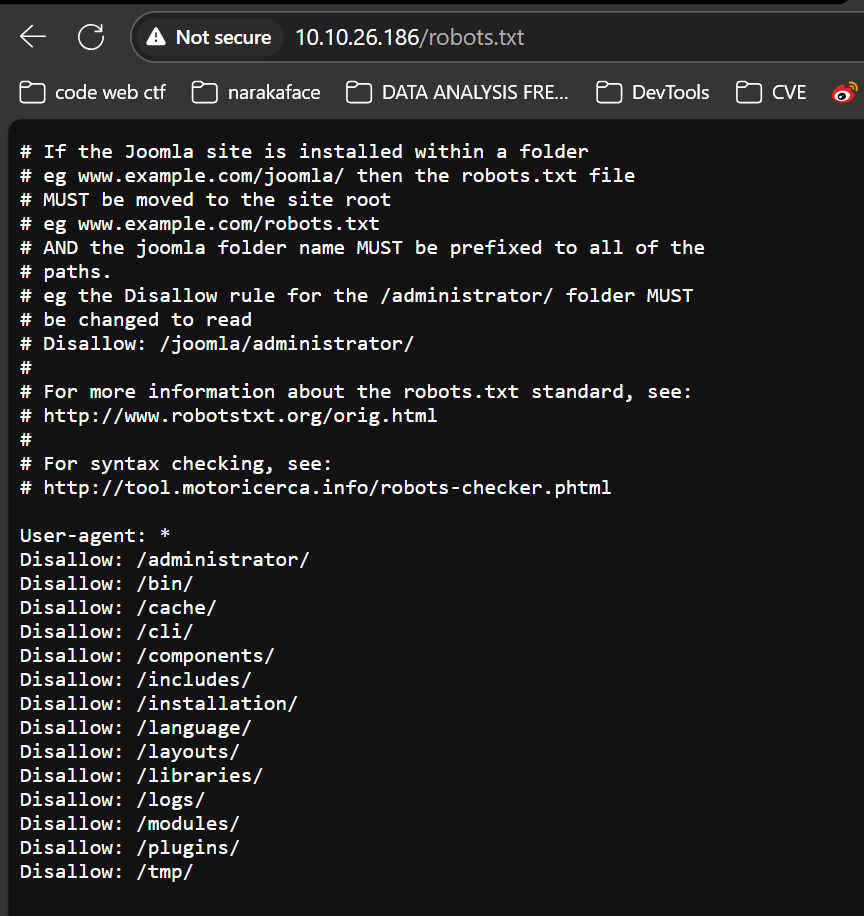 Not secure 10.10.26.186/robots.txt
code web ctf narakaface DATA ANALYSIS FRE... DevTools CVE
# If the Joomla site is installed within a folder
# eg www.example.com/joomla/ then the robots.txt file
# MUST be moved to the site root
# eg www.example.com/robots.txt
# AND the joomla folder name MUST be prefixed to all of the
# paths.
# eg the Disallow rule for the /administrator/ folder MUST
# be changed to read
# Disallow: /joomla/administrator/
#
# For more information about the robots.txt standard, see:
# http://www.robotstxt.org/orig.html
#
# For syntax checking, see:
# http://tool.motoricerca.info/robots-checker.phtml
User-agent: *
Disallow: /administrator/
Disallow: /bin/
Disallow: /cache/
Disallow: /cli/
Disallow: /components/
Disallow: /includes/
Disallow: /installation/
Disallow: /language/
Disallow: /layouts/
Disallow: /libraries/
Disallow: /logs/
Disallow: /modules/
Disallow: /plugins/
Disallow: /tmp/